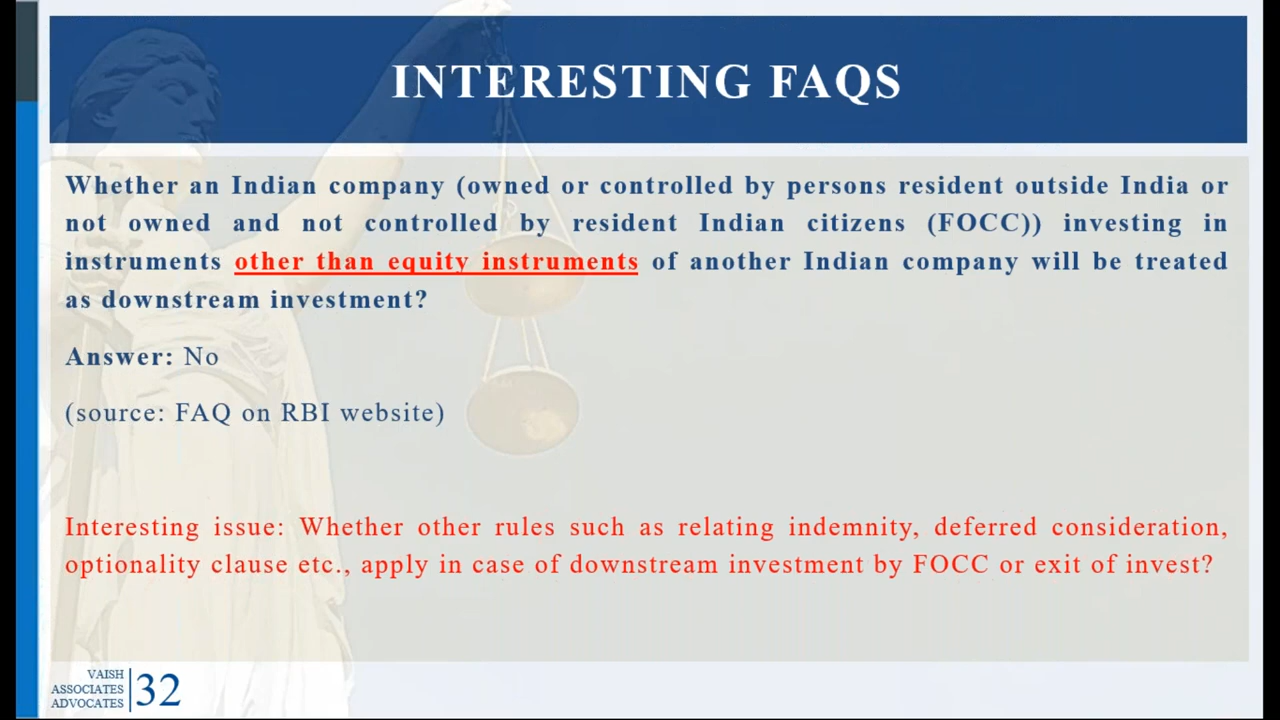 INTERESTING FAQS
Whether an Indian company (owned or controlled by persons resident outside India or
not owned and not controlled by resident Indian citizens (FOCC)) investing in
instruments other than equity instruments of another Indian company will be treated
as downstream investment?
Answer: No
(source: FAQ on RBI website)
Interesting issue: Whether other rules such as relating indemnity, deferred consideration,
optionality clause etc., apply in case of downstream investment by FOCC or exit of invest?
VAISH
ASSOCIATES
ADVOCATES
32